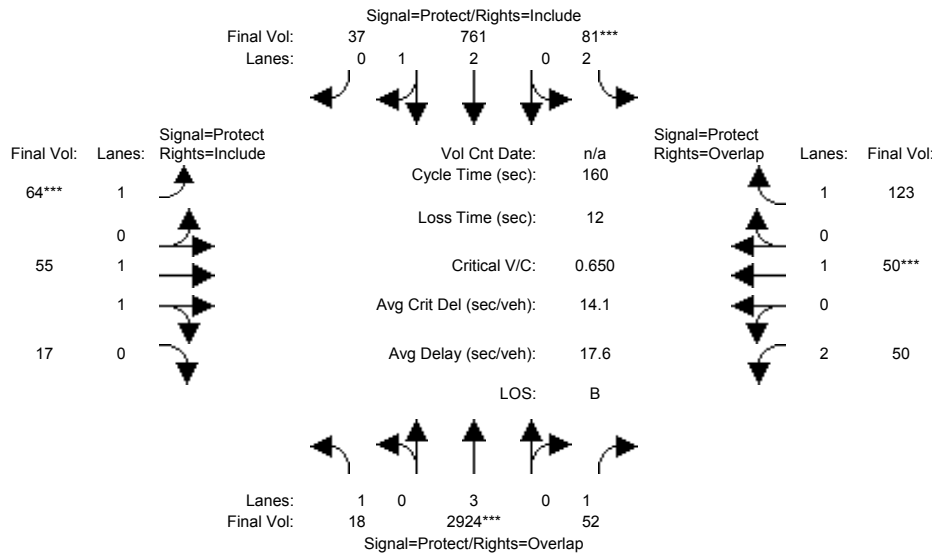 Signal=Protect/Rights=Include
Final Vol: 37 761 81***
Lanes: 0 1 2 0 2
Signal=Protect
Final Vol: Lanes: Rights=Include
Vol Cnt Date: n/a
Signal=Protect
Rights=Overlap Lanes: Final Vol:
Cycle Time (sec): 160
64*** 1
1 123
Loss Time (sec): 12
0
0
55 1
Critical V/C: 0.650
1 50***
1
Avg Crit Del (sec/veh): 14.1
0
17 0
Avg Delay (sec/veh): 17.6
2 50
LOS: B
Lanes: 1 0 3 0 1
Final Vol: 18 2924*** 52
Signal=Protect/Rights=Overlap